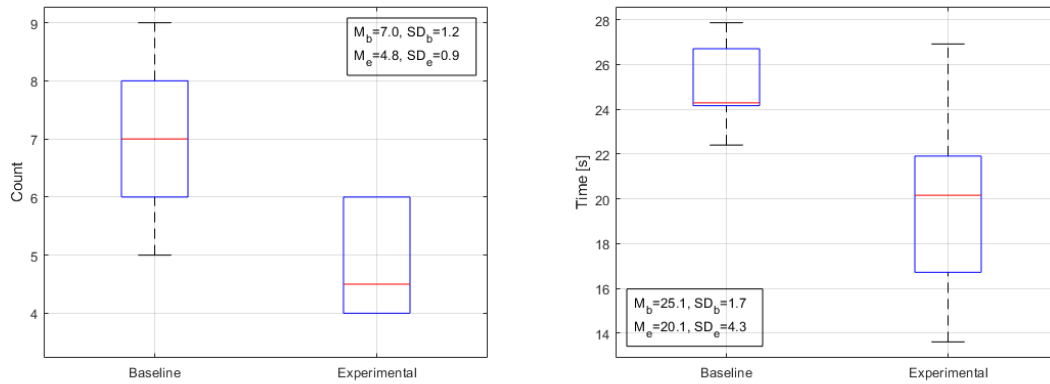 9
8
7
6
5
4
Count
Baseline
Experimental
M_b=7.0, SD_b=1.2
M_e=4.8, SD_e=0.9
28
26
24
22
20
18
16
14
Time [s]
Baseline
Experimental
M_b=25.1, SD_b=1.7
M_e=20.1, SD_e=4.3